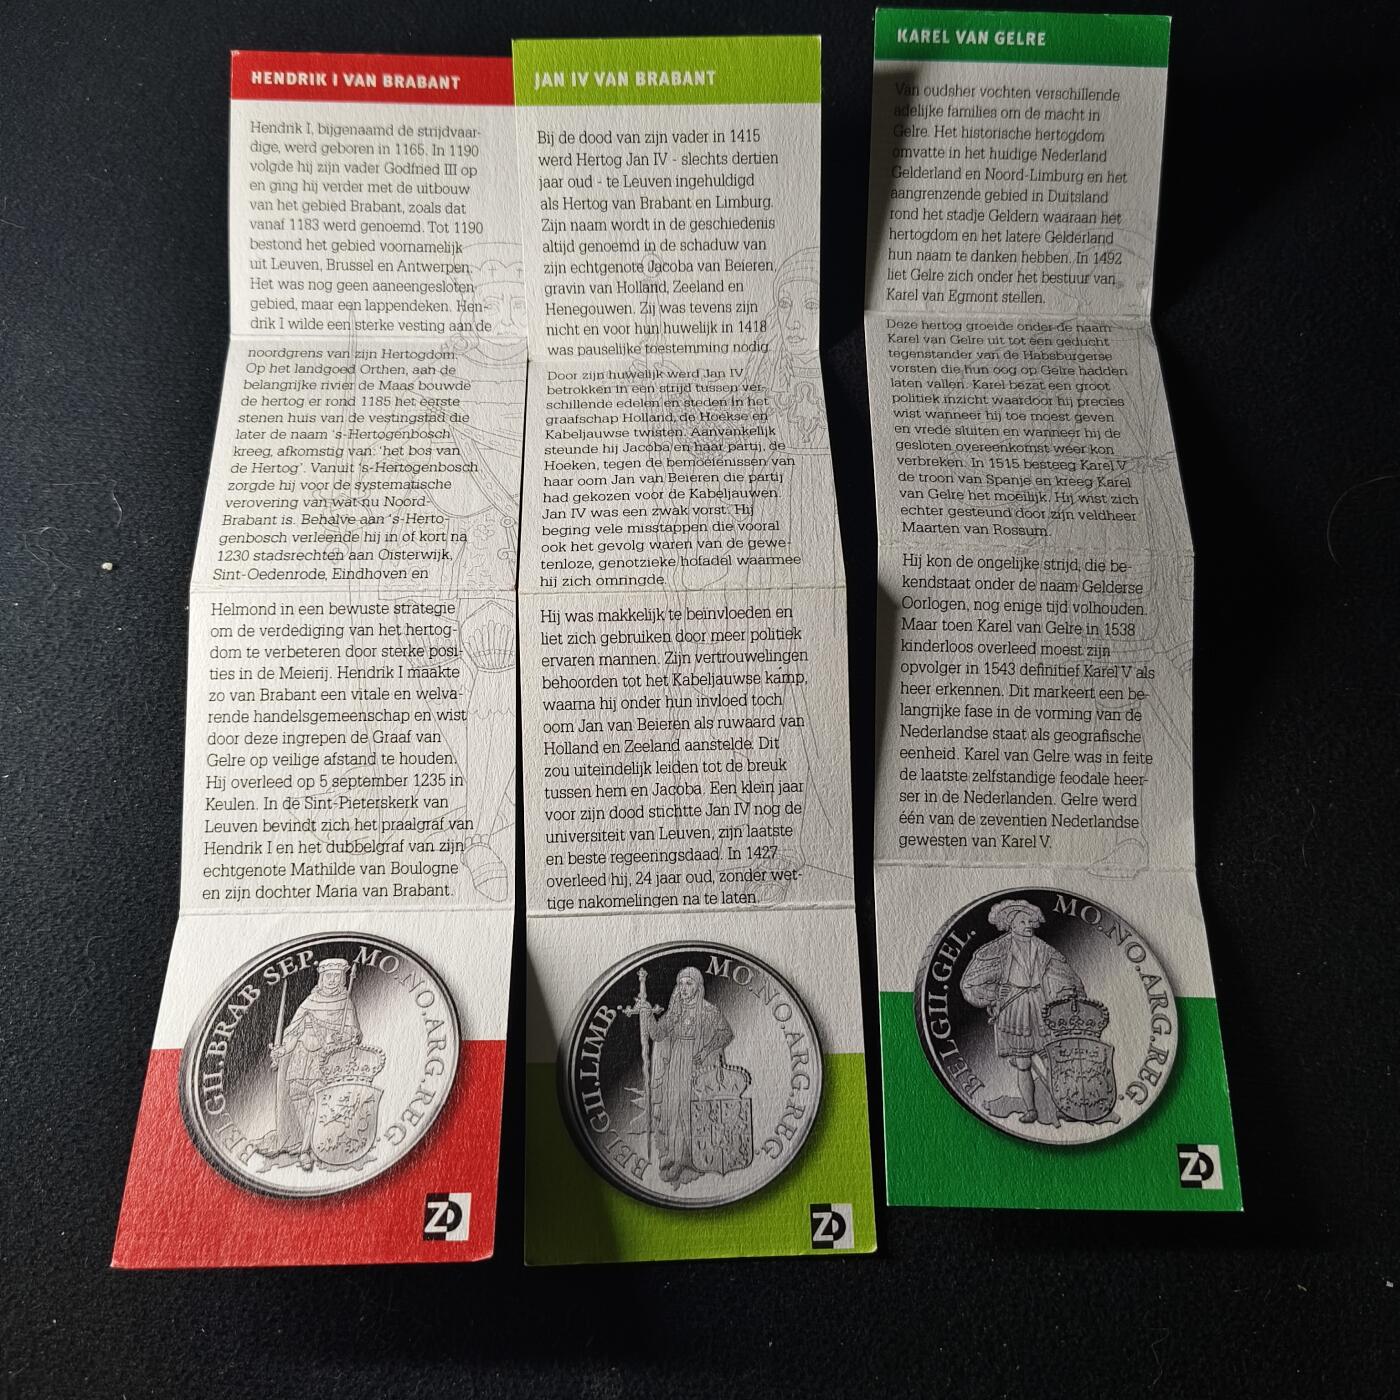 HENDRIK I VAN BRABANT
Hendrik I, bijgenaamd de strijdvaar-
dige, werd geboren in 1165. In 1190
volgde hij zijn vader Godfried III op
en ging hij verder met de uitbouw
van het gebied Brabant, zoals dat
vanaf 1183 werd genoemd. Tot 1190
bestond het gebied voornamelijk
uit Leuven, Brussel en Antwerpen.
Het was nog geen aaneengesloten
gebied, maar een lappendeken. Hen-
drik I wilde een sterke vesting aan de
noordgrens van zijn Hertogdom.
Op het landgoed Orthen, aan de
belangrijke rivier de Maas bouwde
de hertog er rond 1185 het eerste
stenen huis van de vestingstad die
later de naam 's-Hertogenbosch
kreeg, afkomstig van: 'het bos van
de Hertog'. Vanuit 's-Hertogenbosch
zorgde hij voor de systematische
verovering van wat nu Noord-
Brabant is. Behalve aan 's-Herto-
genbosch verleende hij in of kort na
1230 stadsrechten aan Oisterwijk,
Sint-Oedenrode, Eindhoven en
Helmond in een bewuste strategie
om de verdediging van het hertog-
dom te verbeteren door sterke posi-
ties in de Meierij. Hendrik I maakte
zo van Brabant een vitale en welva-
rende handelsgemeenschap en wist
door deze ingrepen de Graaf van
Gelre op veilige afstand te houden.
Hij overleed op 5 september 1235 in
Keulen. In de Sint-Pieterskerk van
Leuven bevindt zich het praalgraf van
Hendrik I en het dubbelgraf van zijn
echtgenote Mathilde van Boulogne
en zijn dochter Maria van Brabant.
BELGII.BRAB SEP. MO.NO.ARG.REG.
ZD
JAN IV VAN BRABANT
Bij de dood van zijn vader in 1415
werd Hertog Jan IV - slechts dertien
jaar oud - te Leuven ingehuldigd
als Hertog van Brabant en Limburg.
Zijn naam wordt in de geschiedenis
altijd genoemd in de schaduw van
zijn echtgenote Jacoba van Beieren,
gravin van Holland, Zeeland en
Henegouwen. Zij was tevens zijn
nicht en voor hun huwelijk in 1418
was pauselijke toestemming nodig.
Door zijn huwelijk werd Jan IV
betrokken in een strijd tussen ver-
schillende edelen en steden in het
graafschap Holland, de Hoekse en
Kabeljauwse twisten. Aanvankelijk
steunde hij Jacoba en haar partij, de
Hoeken, tegen de bemoeienissen van
haar oom Jan van Beieren die partij
had gekozen voor de Kabeljauwen.
Jan IV was een zwak vorst. Hij
beging vele misstappen die vooral
ook het gevolg waren van de gewe-
tenloze, genotzieke hofadel waarmee
hij zich omringde.
Hij was makkelijk te beïnvloeden en
liet zich gebruiken door meer politiek
ervaren mannen. Zijn vertrouwelingen
behoorden tot het Kabeljauwse kamp,
waarna hij onder hun invloed toch
oom Jan van Beieren als ruwaard van
Holland en Zeeland aanstelde. Dit
zou uiteindelijk leiden tot de breuk
tussen hem en Jacoba. Een klein jaar
voor zijn dood stichtte Jan IV nog de
universiteit van Leuven, zijn laatste
en beste regeeringsdaad. In 1427
overleed hij, 24 jaar oud, zonder wet-
tige nakomelingen na te laten.
BELGII.LIMB. MO.NO.ARG.REG.
ZD
KAREL VAN GELRE
Van oudsher vochten verschillende
adelijke families om de macht in
Gelre. Het historische hertogdom
omvatte in het huidige Nederland
Gelderland en Noord-Limburg en het
aangrenzende gebied in Duitsland
rond het stadje Geldern waaraan het
hertogdom en het latere Gelderland
hun naam te danken hebben. In 1492
liet Gelre zich onder het bestuur van
Karel van Egmont stellen.
Deze hertog groeide onder de naam
Karel van Gelre uit tot een geducht
tegenstander van de Habsburgerse
vorsten die hun oog op Gelre hadden
laten vallen. Karel bezat een groot
politiek inzicht waardoor hij precies
wist wanneer hij toe moest geven
en vrede sluiten en wanneer hij de
gesloten overeenkomst weer kon
verbreken. In 1515 besteeg Karel V
de troon van Spanje en kreeg Karel
van Gelre het moeilijk. Hij wist zich
echter gesteund door zijn veldheer
Maarten van Rossum.
Hij kon de ongelijke strijd, die be-
kendstaat onder de naam Gelderse
Oorlogen, nog enige tijd volhouden.
Maar toen Karel van Gelre in 1538
kinderloos overleed moest zijn
opvolger in 1543 definitief Karel V als
heer erkennen. Dit markeert een be-
langrijke fase in de vorming van de
Nederlandse staat als geografische
eenheid. Karel van Gelre was in feite
de laatste zelfstandige feodale heer-
ser in de Nederlanden. Gelre werd
één van de zeventien Nederlandse
gewesten van Karel V.
BELGII.GEL. MO.NO.ARG.REG.
ZD